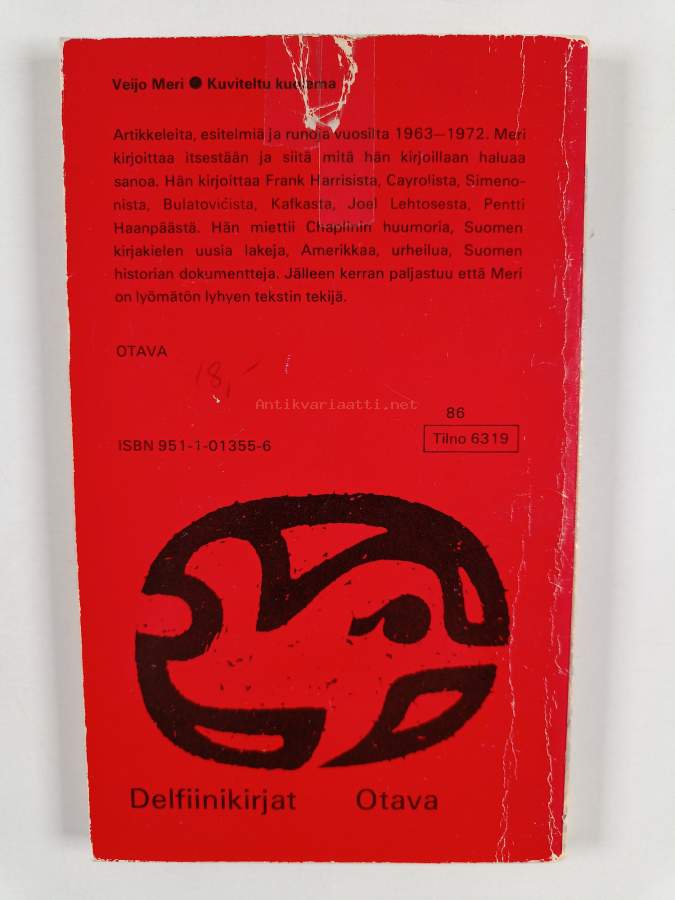 Veijo Meri ● Kuviteltu kuolema
Artikkeleita, esitelmiä ja runoja vuosilta 1963—1972. Meri
kirjoittaa itsestään ja siitä mitä hän kirjoillaan haluaa
sanoa. Hän kirjoittaa Frank Harrisista, Cayrolista, Simeno-
nista, Bulatovićista, Kafkasta, Joel Lehtosesta, Pentti
Haanpäästä. Hän miettii Chaplinin huumoria, Suomen
kirjakielen uusia lakeja, Amerikkaa, urheilua, Suomen
historian dokumentteja. Jälleen kerran paljastuu että Meri
on lyömätön lyhyen tekstin tekijä.
OTAVA
18,-
Antikvariaatti.net
86
ISBN 951-1-01355-6
Tilno 6319
Delfiinikirjat Otava